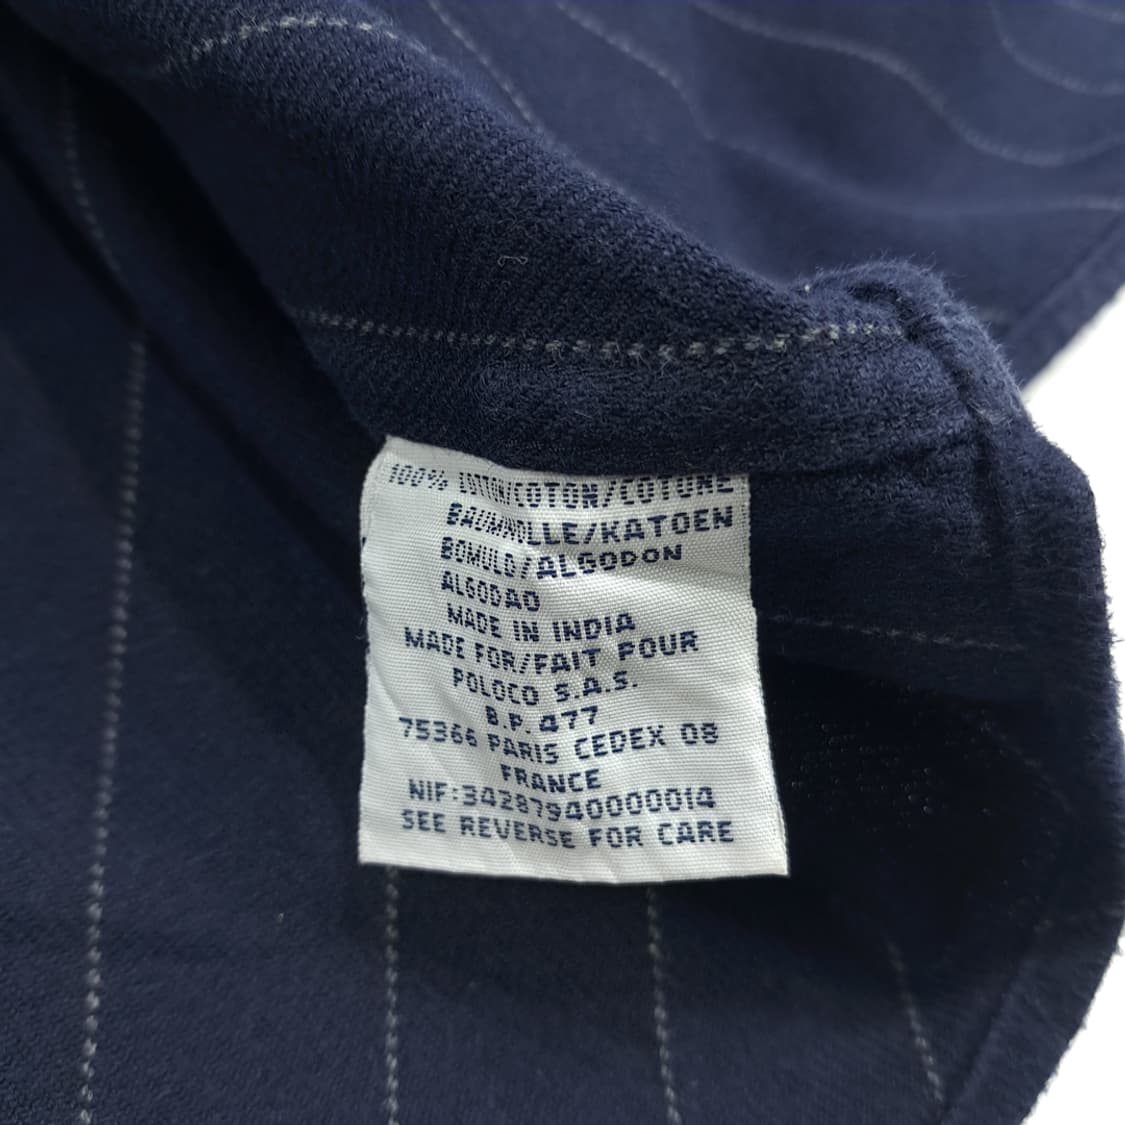 100% COTTON/COTON/COTONE
BAUMWOLLE/KATOEN
BOMULD/ALGODON
ALGODAO
MADE IN INDIA
MADE FOR/FAIT POUR
POLOCO S.A.S.
B.P. 477
75366 PARIS CEDEX 08
FRANCE
NIF:34287940000014
SEE REVERSE FOR CARE